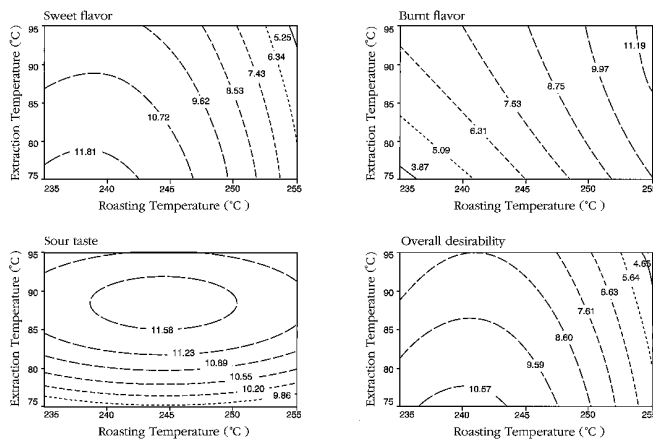 Sweet flavor
Extraction Temperature (°C)
95
90
85
80
75
5.25
6.34
7.43
8.53
9.62
10.72
11.81
235 240 245 250 255
Roasting Temperature (°C)
Burnt flavor
Extraction Temperature (°C)
95
90
85
80
75
11.19
9.97
8.75
7.53
6.31
5.09
3.87
235 240 245 250 255
Roasting Temperature (°C)
Sour taste
Extraction Temperature (°C)
95
90
85
80
75
11.58
11.23
10.89
10.55
10.20
9.86
235 240 245 250 255
Roasting Temperature (°C)
Overall desirability
Extraction Temperature (°C)
95
90
85
80
75
4.65
5.64
6.63
7.61
8.60
9.59
10.57
235 240 245 250 255
Roasting Temperature (°C)